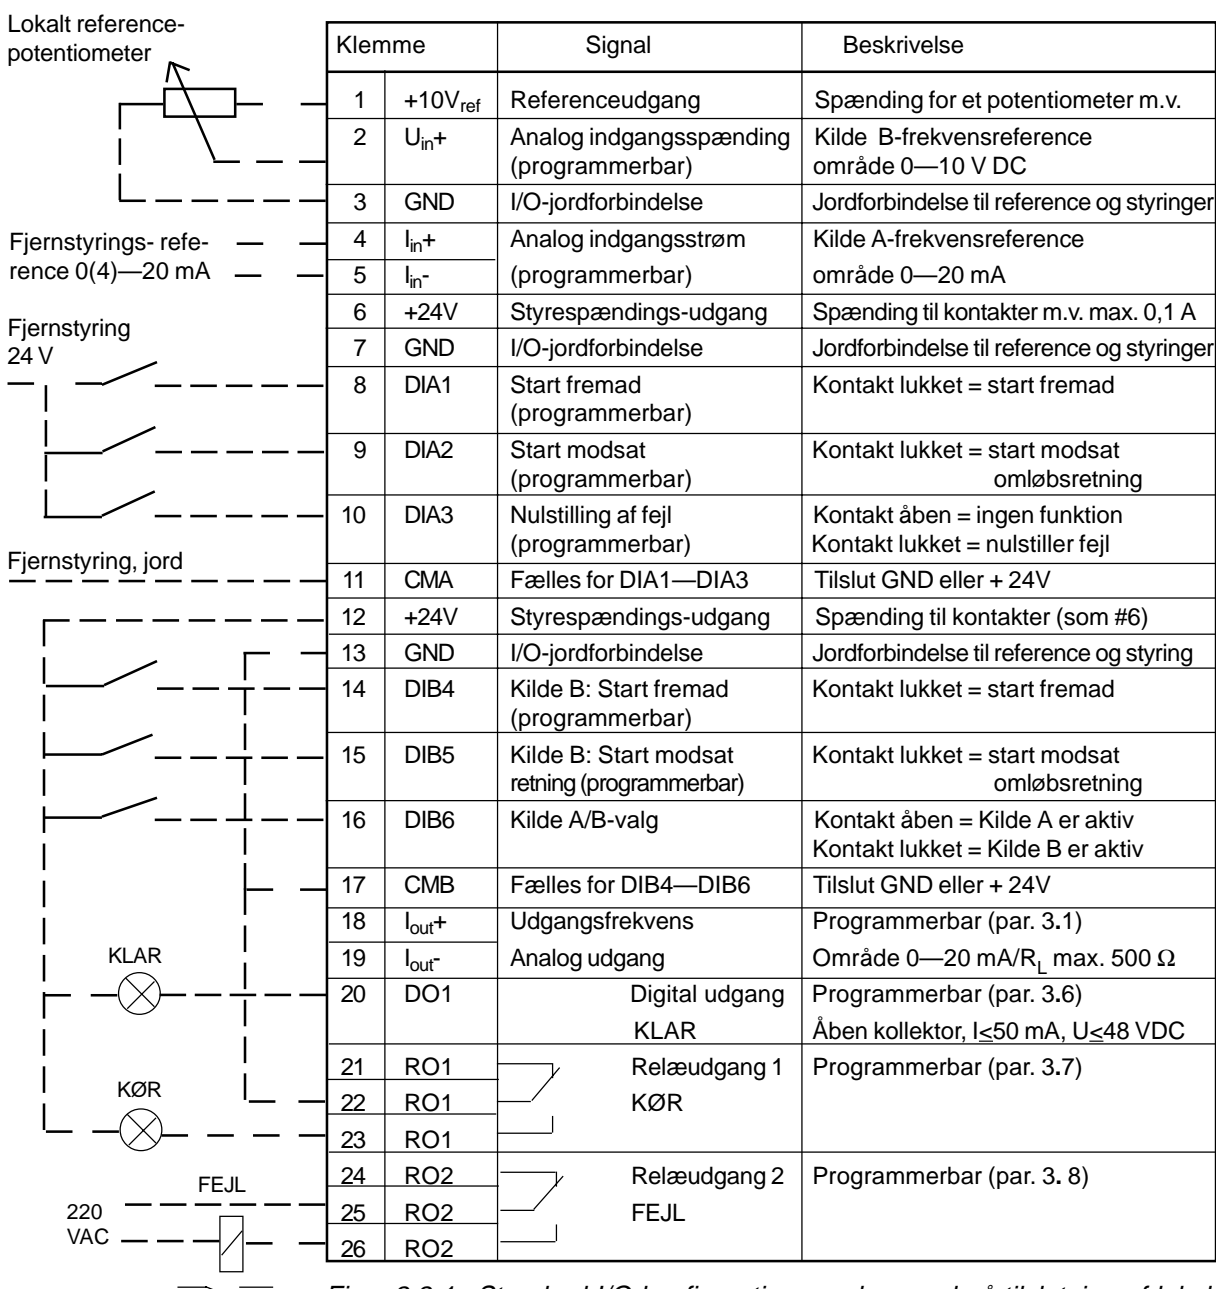 Lokalt reference-
potentiometer
Klemme Signal Beskrivelse
1 +10Vref Referenceudgang Spænding for et potentiometer m.v.
2 Uin+ Analog indgangsspænding Kilde B-frekvensreference
(programmerbar) område 0—10 V DC
3 GND I/O-jordforbindelse Jordforbindelse til reference og styringer
Fjernstyrings- refe-
rence 0(4)—20 mA
4 Iin+ Analog indgangsstrøm Kilde A-frekvensreference
5 Iin- (programmerbar) område 0—20 mA
6 +24V Styrespændings-udgang Spænding til kontakter m.v. max. 0,1 A
Fjernstyring
24 V
7 GND I/O-jordforbindelse Jordforbindelse til reference og styringer
8 DIA1 Start fremad Kontakt lukket = start fremad
(programmerbar)
9 DIA2 Start modsat Kontakt lukket = start modsat
(programmerbar) omløbsretning
10 DIA3 Nulstilling af fejl Kontakt åben = ingen funktion
(programmerbar) Kontakt lukket = nulstiller fejl
Fjernstyring, jord
11 CMA Fælles for DIA1—DIA3 Tilslut GND eller + 24V
12 +24V Styrespændings-udgang Spænding til kontakter (som #6)
13 GND I/O-jordforbindelse Jordforbindelse til reference og styring
14 DIB4 Kilde B: Start fremad Kontakt lukket = start fremad
(programmerbar)
15 DIB5 Kilde B: Start modsat Kontakt lukket = start modsat
retning (programmerbar) omløbsretning
16 DIB6 Kilde A/B-valg Kontakt åben = Kilde A er aktiv
Kontakt lukket = Kilde B er aktiv
17 CMB Fælles for DIB4—DIB6 Tilslut GND eller + 24V
18 Iout+ Udgangsfrekvens Programmerbar (par. 3.1)
KLAR
19 Iout- Analog udgang Område 0—20 mA/RL max. 500 Ω
20 DO1 Digital udgang Programmerbar (par. 3.6)
KLAR Åben kollektor, I≤50 mA, U≤48 VDC
21 RO1 Relæudgang 1 Programmerbar (par. 3.7)
KØR
22 RO1 KØR
23 RO1
24 RO2 Relæudgang 2 Programmerbar (par. 3. 8)
FEJL
220
VAC
25 RO2 FEJL
26 RO2